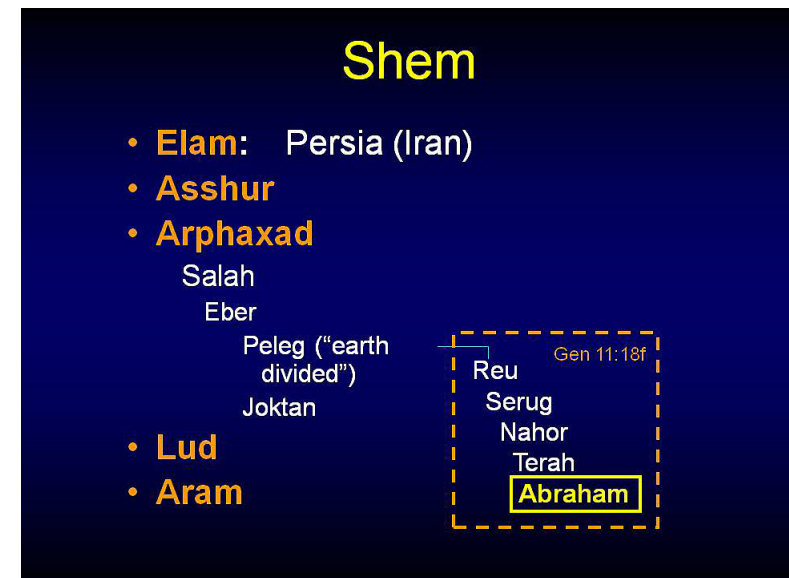 Shem
• Elam: Persia (Iran)
• Asshur
• Arphaxad
Salah
Eber
Peleg (“earth
divided”)
Joktan
• Lud
• Aram
Gen 11:18f
Reu
Serug
Nahor
Terah
Abraham